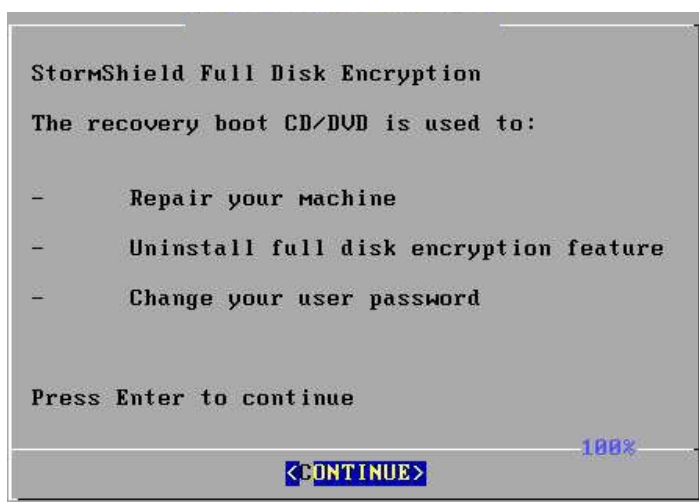 StormShield Full Disk Encryption
The recovery boot CD/DVD is used to:
- Repair your machine
- Uninstall full disk encryption feature
- Change your user password
Press Enter to continue
100%
<CONTINUE>